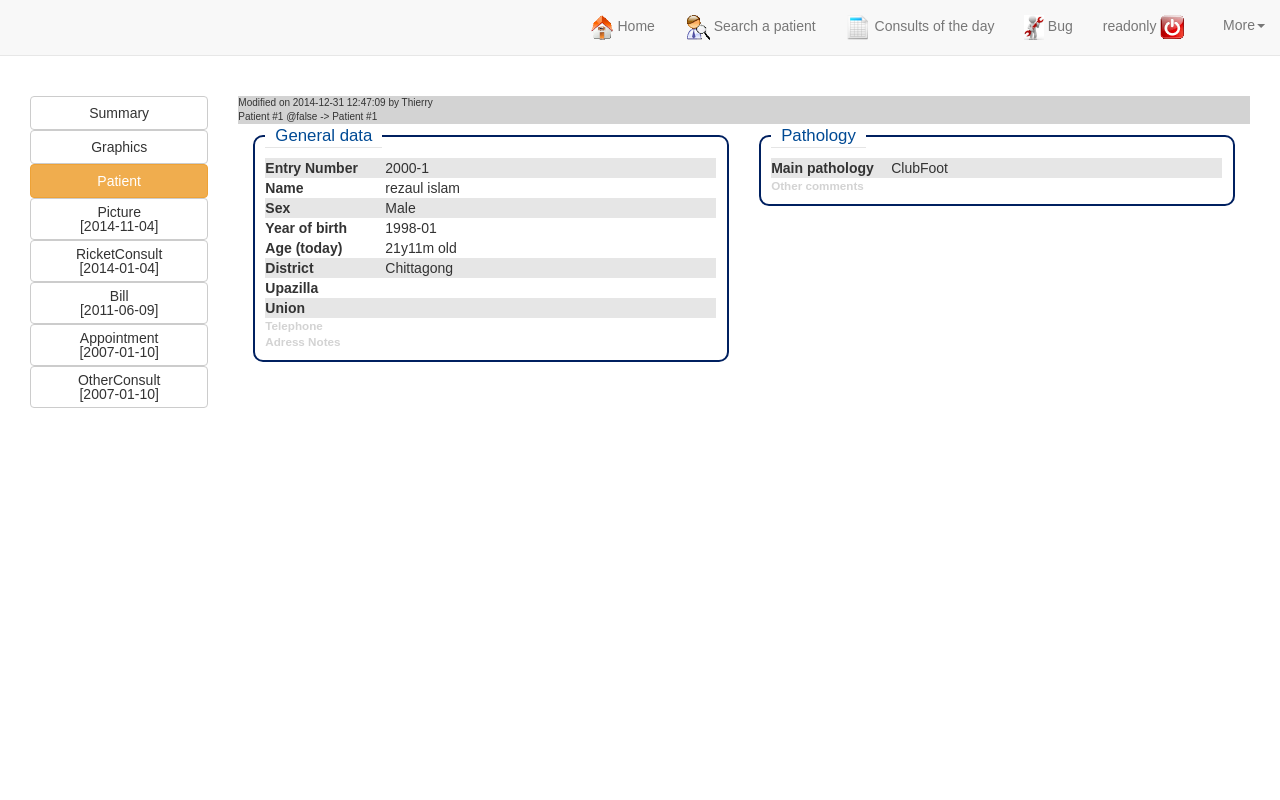 Home Search a patient Consults of the day Bug readonly More
Summary
Graphics
Patient
Picture
[2014-11-04]
RicketConsult
[2014-01-04]
Bill
[2011-06-09]
Appointment
[2007-01-10]
OtherConsult
[2007-01-10]
Modified on 2014-12-31 12:47:09 by Thierry
Patient #1 @false -> Patient #1
General data
Entry Number 2000-1
Name rezaul islam
Sex Male
Year of birth 1998-01
Age (today) 21y11m old
District Chittagong
Upazilla
Union
Telephone
Adress Notes
Pathology
Main pathology ClubFoot
Other comments